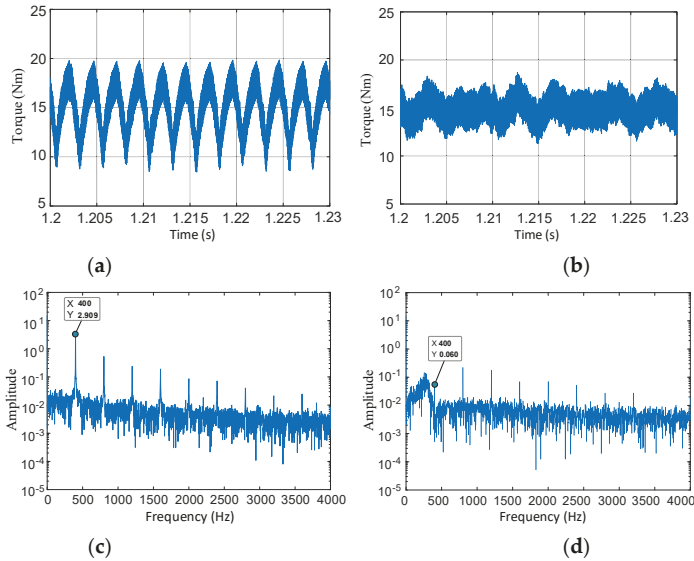 25
20
15
10
5
Torque (Nm)
1.2 1.205 1.21 1.215 1.22 1.225 1.23
Time (s)
(a)
25
20
15
10
5
Torque (Nm)
1.2 1.205 1.21 1.215 1.22 1.225 1.23
Time (s)
(b)
10^2
10^1
10^0
10^-1
10^-2
10^-3
10^-4
10^-5
Amplitude
X 400
Y 2.909
0 500 1000 1500 2000 2500 3000 3500 4000
Frequency (Hz)
(c)
10^2
10^1
10^0
10^-1
10^-2
10^-3
10^-4
10^-5
Amplitude
X 400
Y 0.060
0 500 1000 1500 2000 2500 3000 3500 4000
Frequency (Hz)
(d)